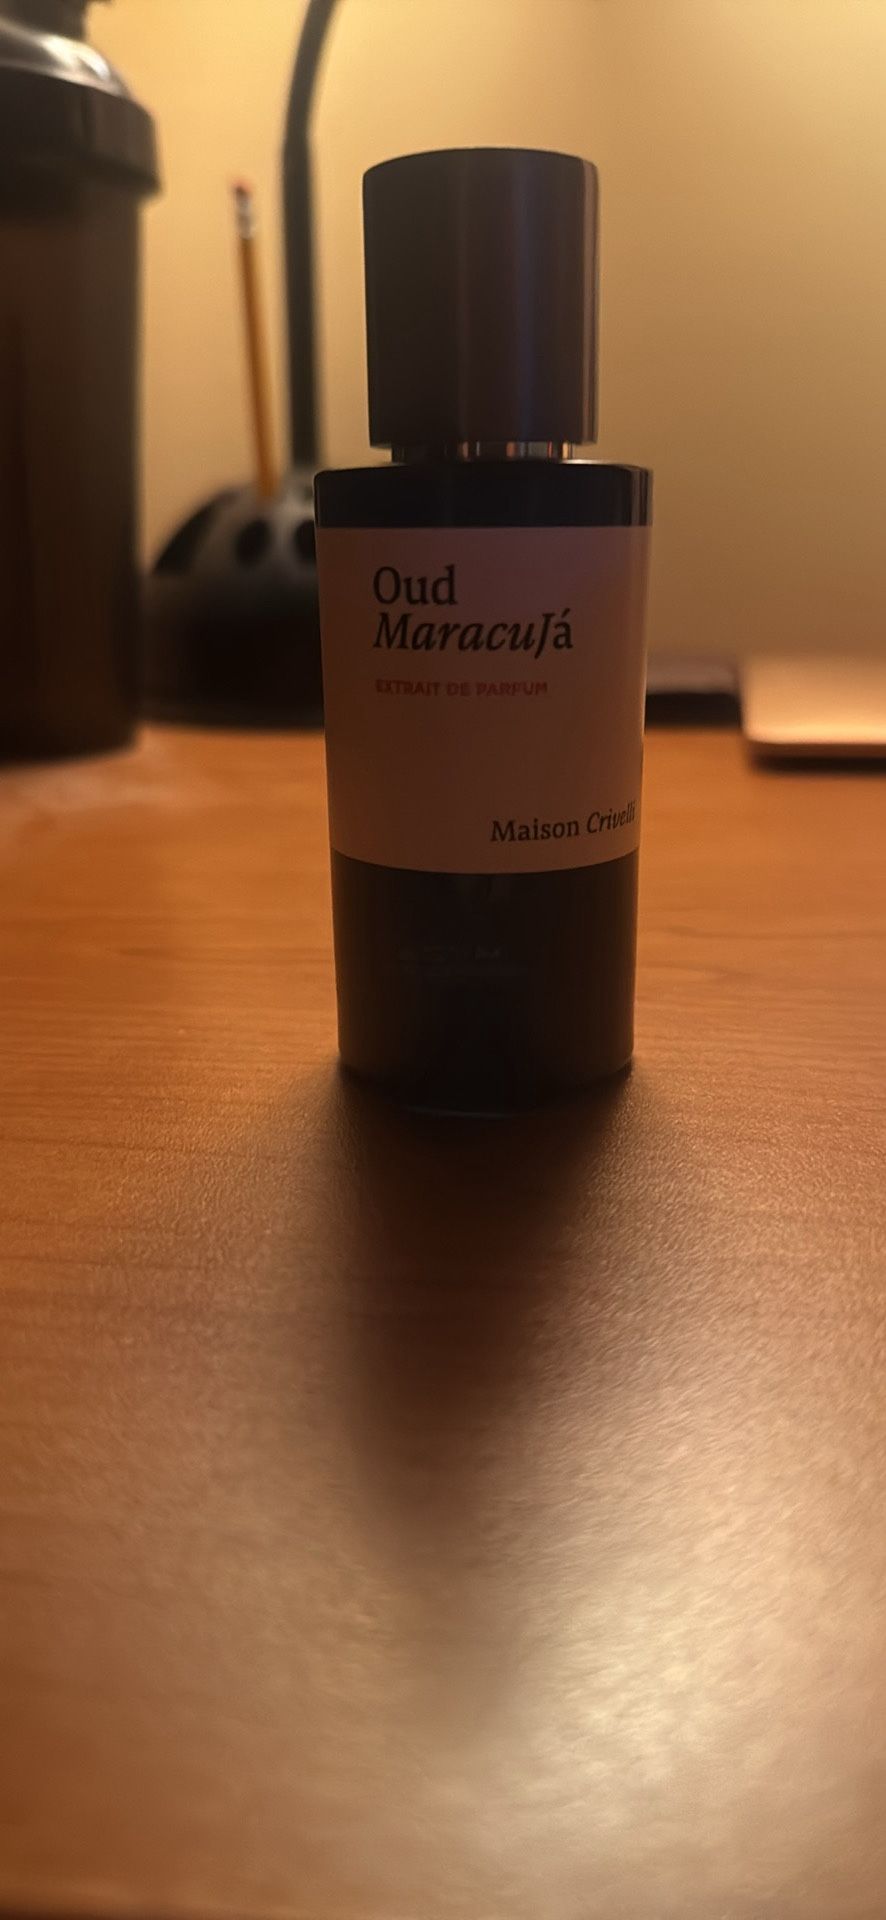 Oud
MaracuJá
EXTRAIT DE PARFUM
Maison Crivelli